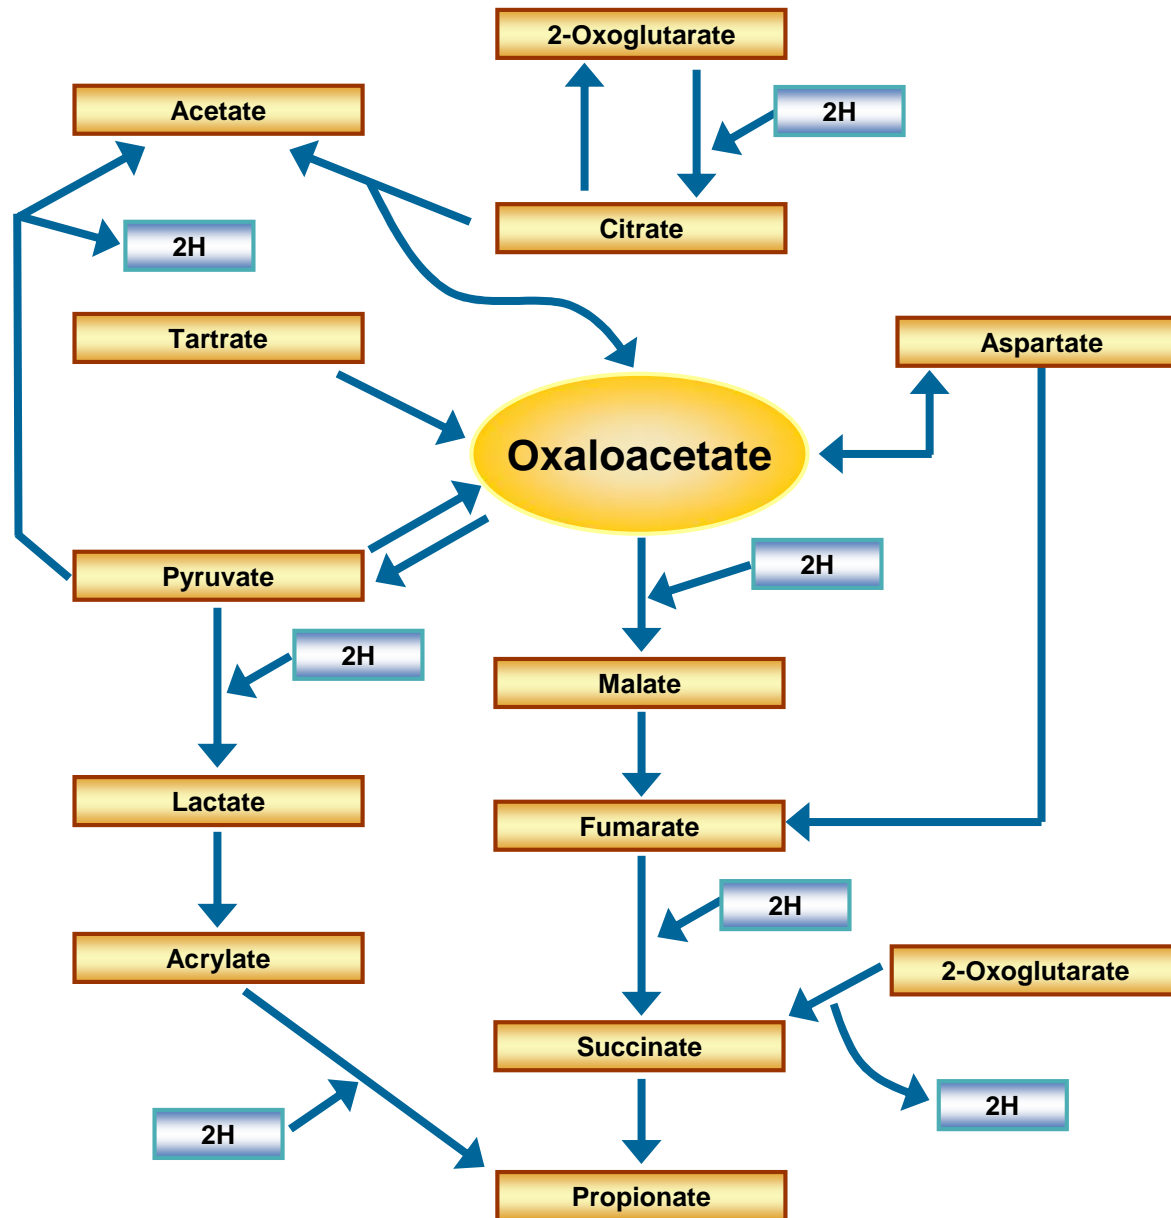 2-Oxoglutarate
Acetate
2H
Citrate
2H
Tartrate
Aspartate
Oxaloacetate
2H
Pyruvate
2H
Malate
Lactate
Fumarate
2H
Acrylate
2-Oxoglutarate
Succinate
2H
2H
Propionate